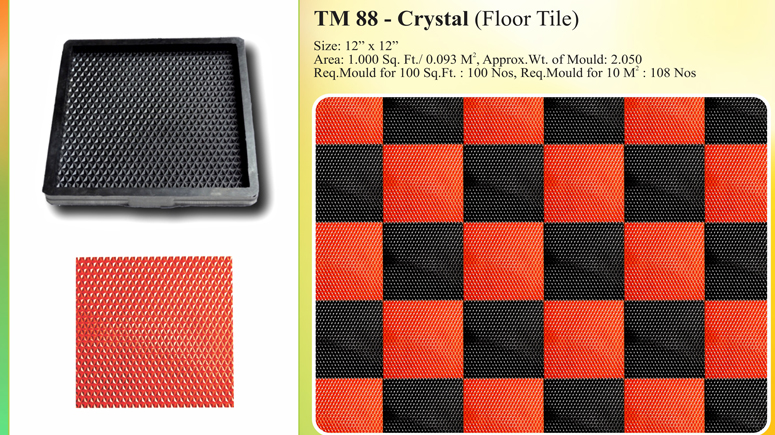 TM 88 - Crystal (Floor Tile)
Size: 12” x 12”
Area: 1.000 Sq. Ft./ 0.093 M², Approx.Wt. of Mould: 2.050
Req.Mould for 100 Sq.Ft. : 100 Nos, Req.Mould for 10 M² : 108 Nos